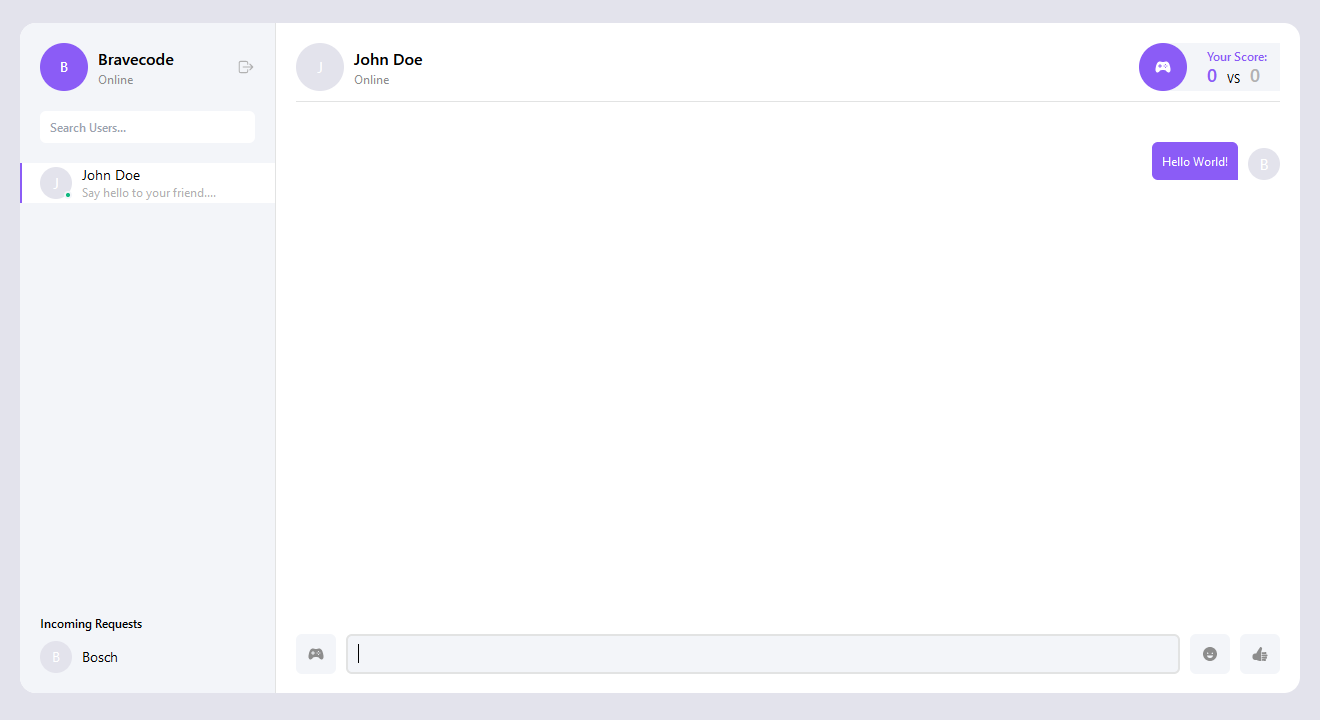 B
Bravecode
Online
Search Users...
J
John Doe
Say hello to your friend....
Incoming Requests
B
Bosch
J
John Doe
Online
Your Score:
0 VS 0
Hello World!
B